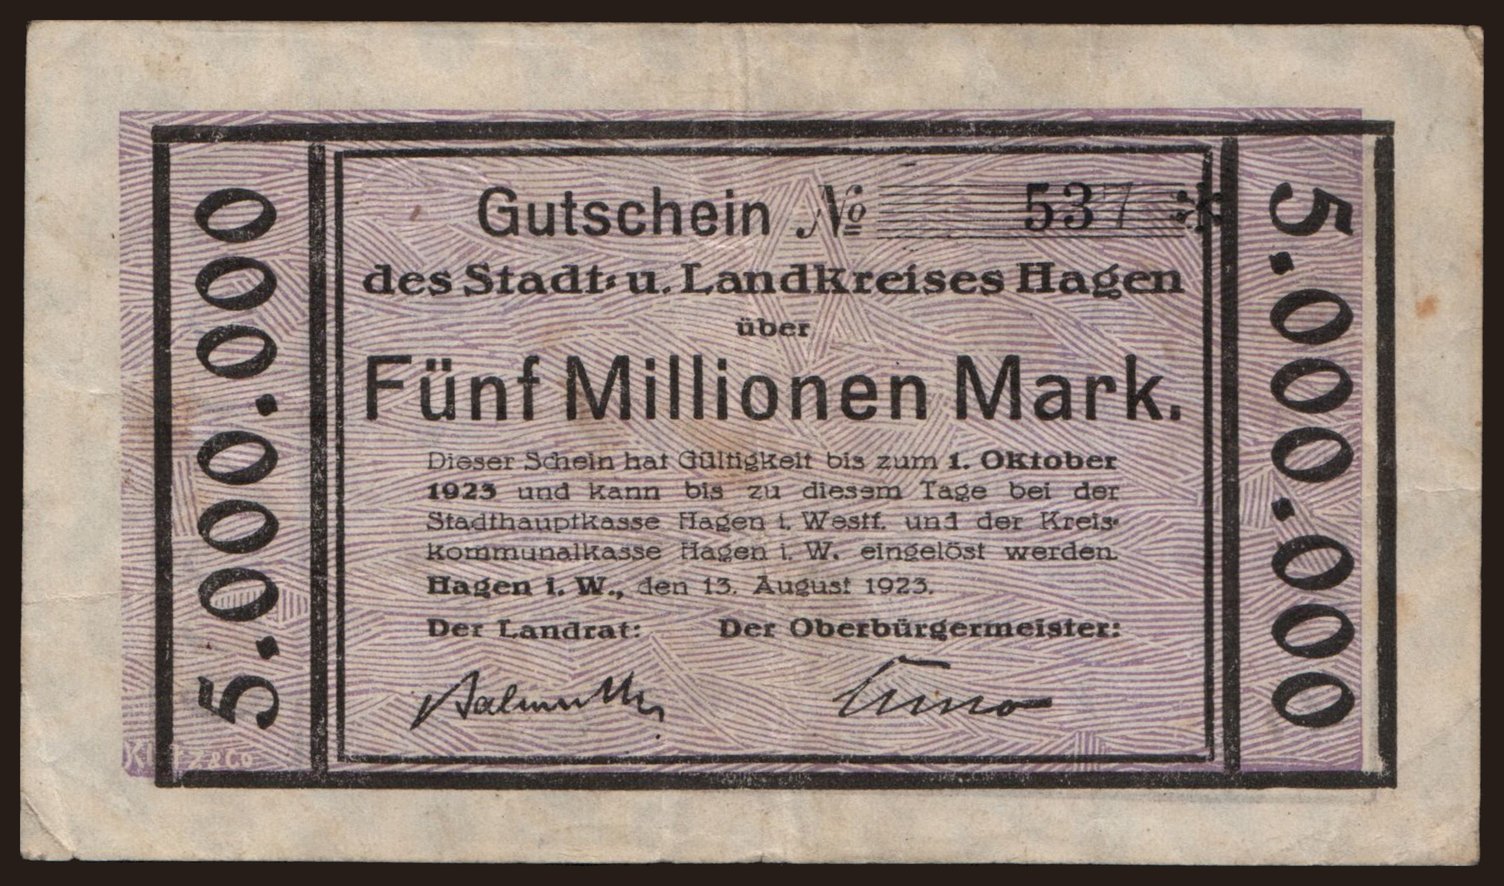 5.000.000
Gutschein № 537 *
des Stadt- u. Landkreises Hagen
über
Fünf Millionen Mark.
Dieser Schein hat Gültigkeit bis zum 1. Oktober
1923 und kann bis zu diesem Tage bei der
Stadthauptkasse Hagen i. Westf. und der Kreis-
kommunalkasse Hagen i. W. eingelöst werden.
Hagen i. W., den 13. August 1923.
Der Landrat: Der Oberbürgermeister:
Cuno
5.000.000
&Co